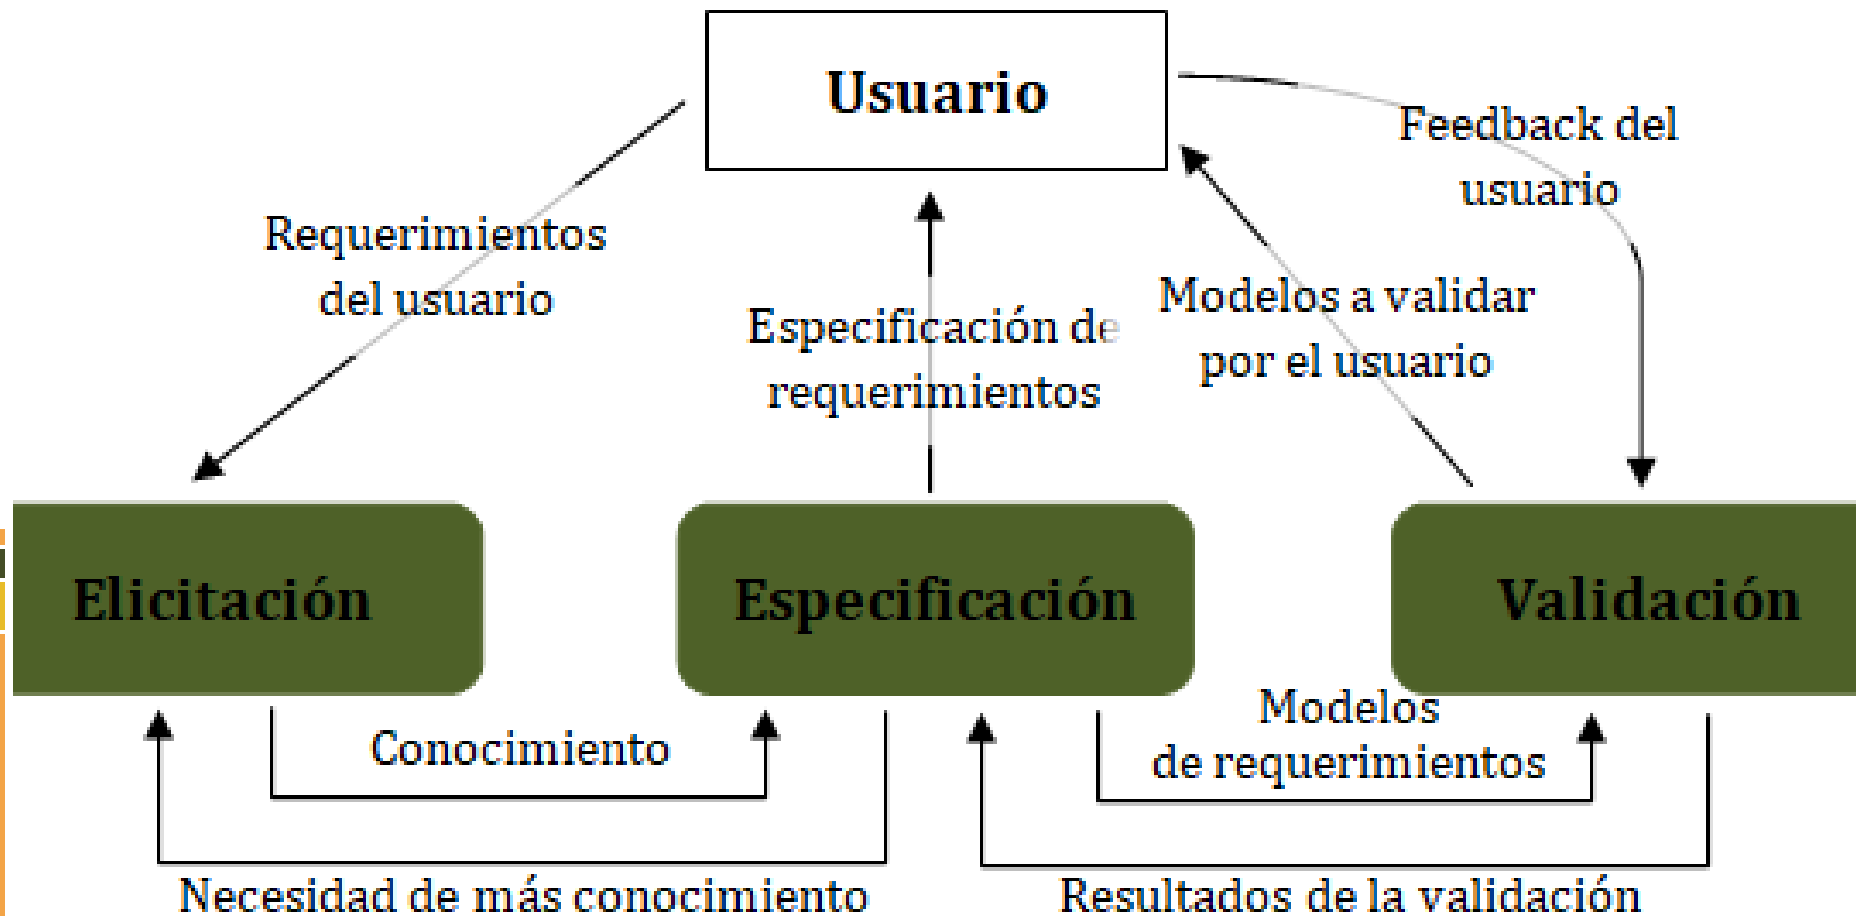 Usuario
Feedback del
usuario
Requerimientos
del usuario
Modelos a validar
por el usuario
Especificación de
requerimientos
Elicitación
Especificación
Validación
Conocimiento
Modelos
de requerimientos
Necesidad de más conocimiento
Resultados de la validación